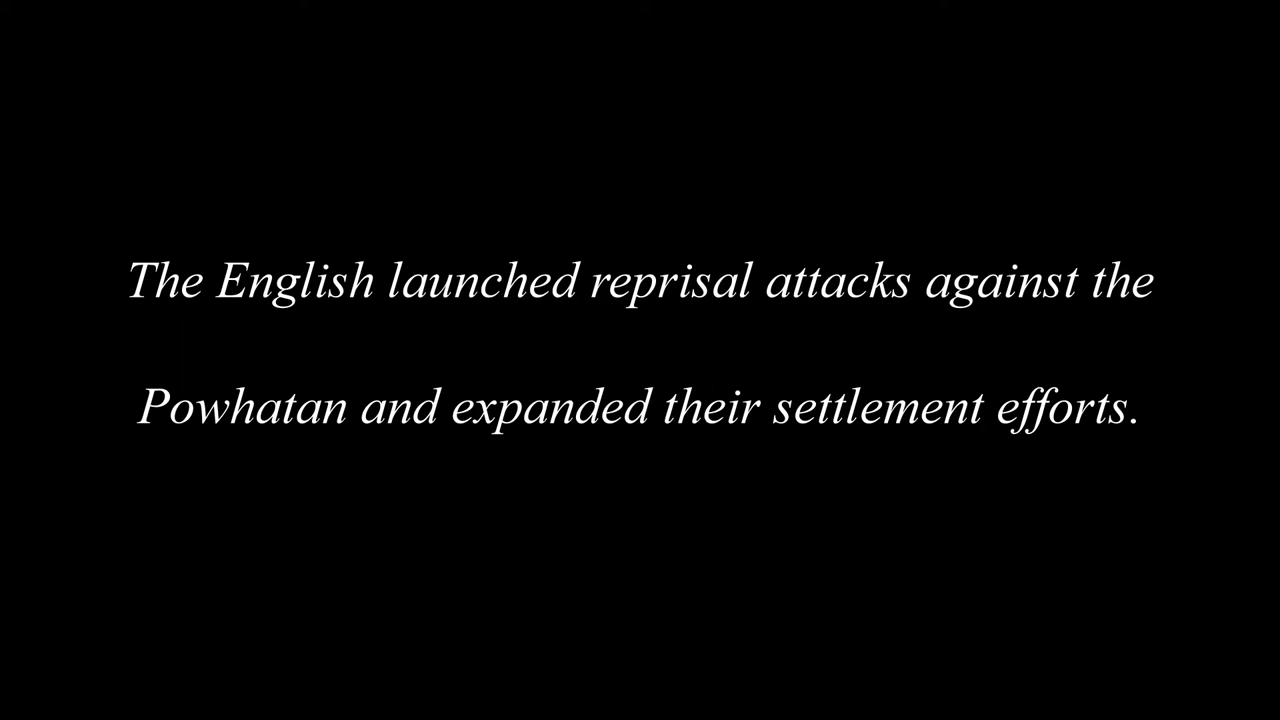 The English launched reprisal attacks against the
Powhatan and expanded their settlement efforts.